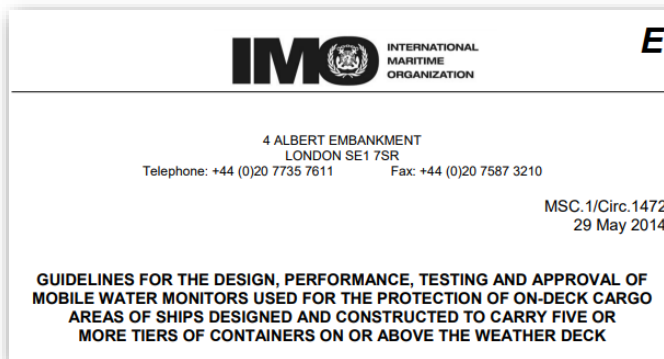 E
IMO
INTERNATIONAL
MARITIME
ORGANIZATION
4 ALBERT EMBANKMENT
LONDON SE1 7SR
Telephone: +44 (0)20 7735 7611 Fax: +44 (0)20 7587 3210
MSC.1/Circ.1472
29 May 2014
GUIDELINES FOR THE DESIGN, PERFORMANCE, TESTING AND APPROVAL OF
MOBILE WATER MONITORS USED FOR THE PROTECTION OF ON-DECK CARGO
AREAS OF SHIPS DESIGNED AND CONSTRUCTED TO CARRY FIVE OR
MORE TIERS OF CONTAINERS ON OR ABOVE THE WEATHER DECK